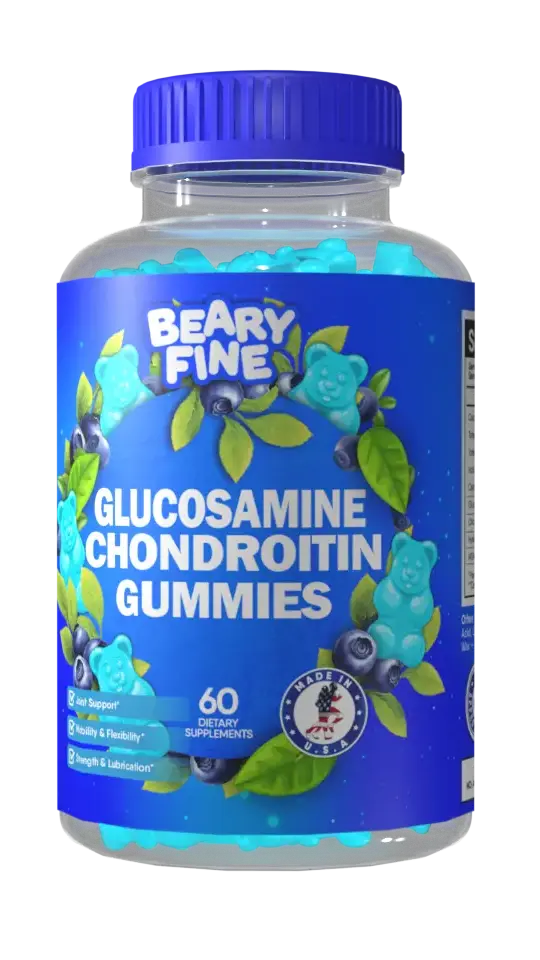 BEARY
FINE
GLUCOSAMINE
CHONDROITIN
GUMMIES
Joint Support*
Mobility & Flexibility*
Strength & Lubrication*
60
DIETARY
SUPPLEMENTS
MADE IN
U.S.A